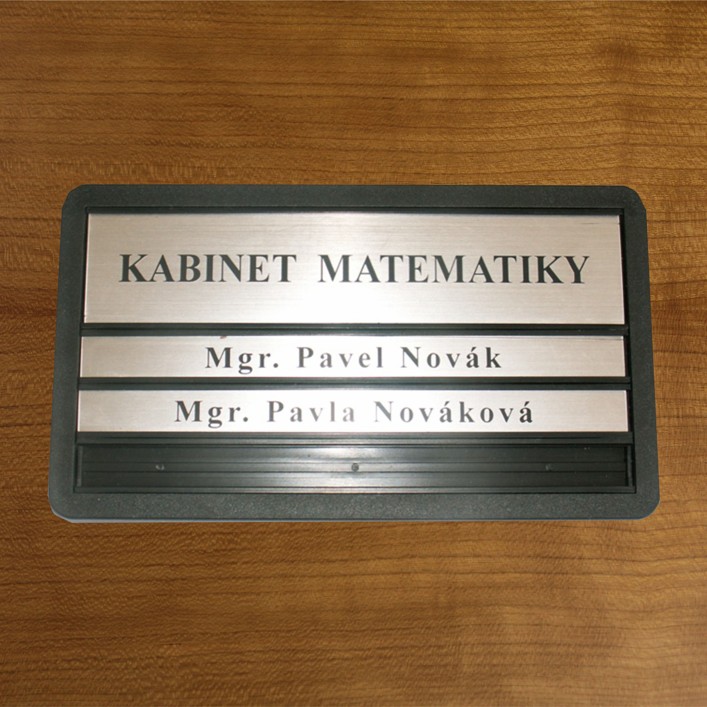 KABINET MATEMATIKY
Mgr. Pavel Novák
Mgr. Pavla Nováková